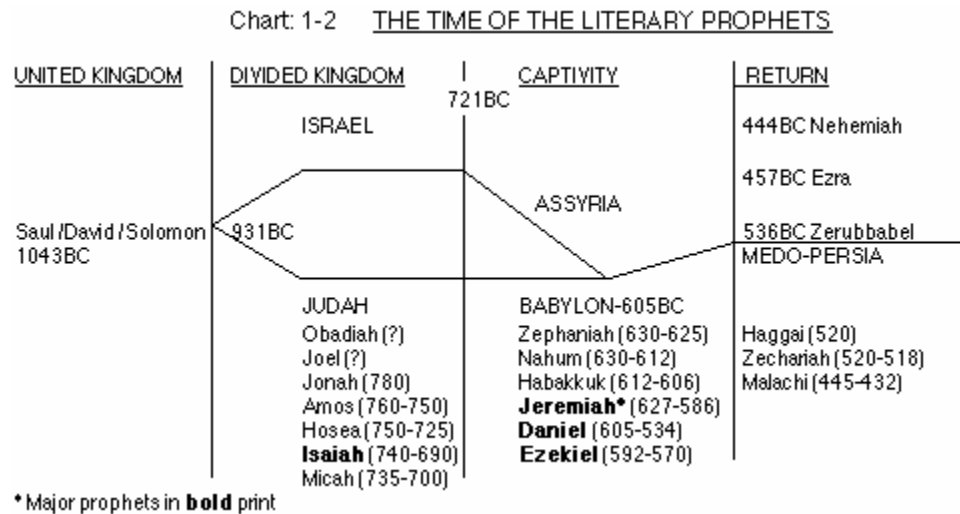 Chart: 1-2 THE TIME OF THE LITERARY PROPHETS
UNITED KINGDOM
Saul/David/Solomon
1043BC
DIVIDED KINGDOM
ISRAEL
931BC
JUDAH
Obadiah (?)
Joel (?)
Jonah (780)
Amos (760-750)
Hosea (750-725)
Isaiah (740-690)
Micah (735-700)
721BC
CAPTIVITY
ASSYRIA
BABYLON-605BC
Zephaniah (630-625)
Nahum (630-612)
Habakkuk (612-606)
Jeremiah* (627-586)
Daniel (605-534)
Ezekiel (592-570)
RETURN
444BC Nehemiah
457BC Ezra
536BC Zerubbabel
MEDO-PERSIA
Haggai (520)
Zechariah (520-518)
Malachi (445-432)
*Major prophets in bold print